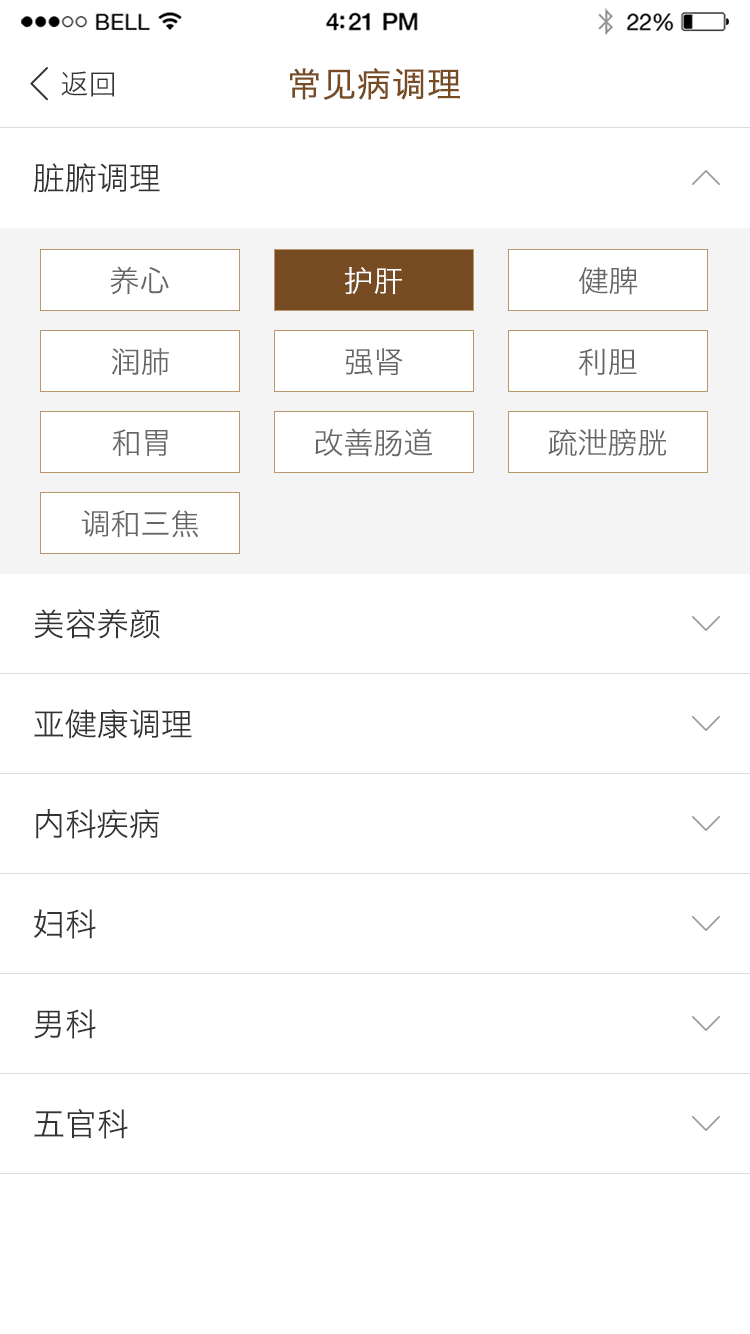 BELL 4:21 PM 22%
返回 常见病调理
脏腑调理
养心 护肝 健脾
润肺 强肾 利胆
和胃 改善肠道 疏泄膀胱
调和三焦
美容养颜
亚健康调理
内科疾病
妇科
男科
五官科